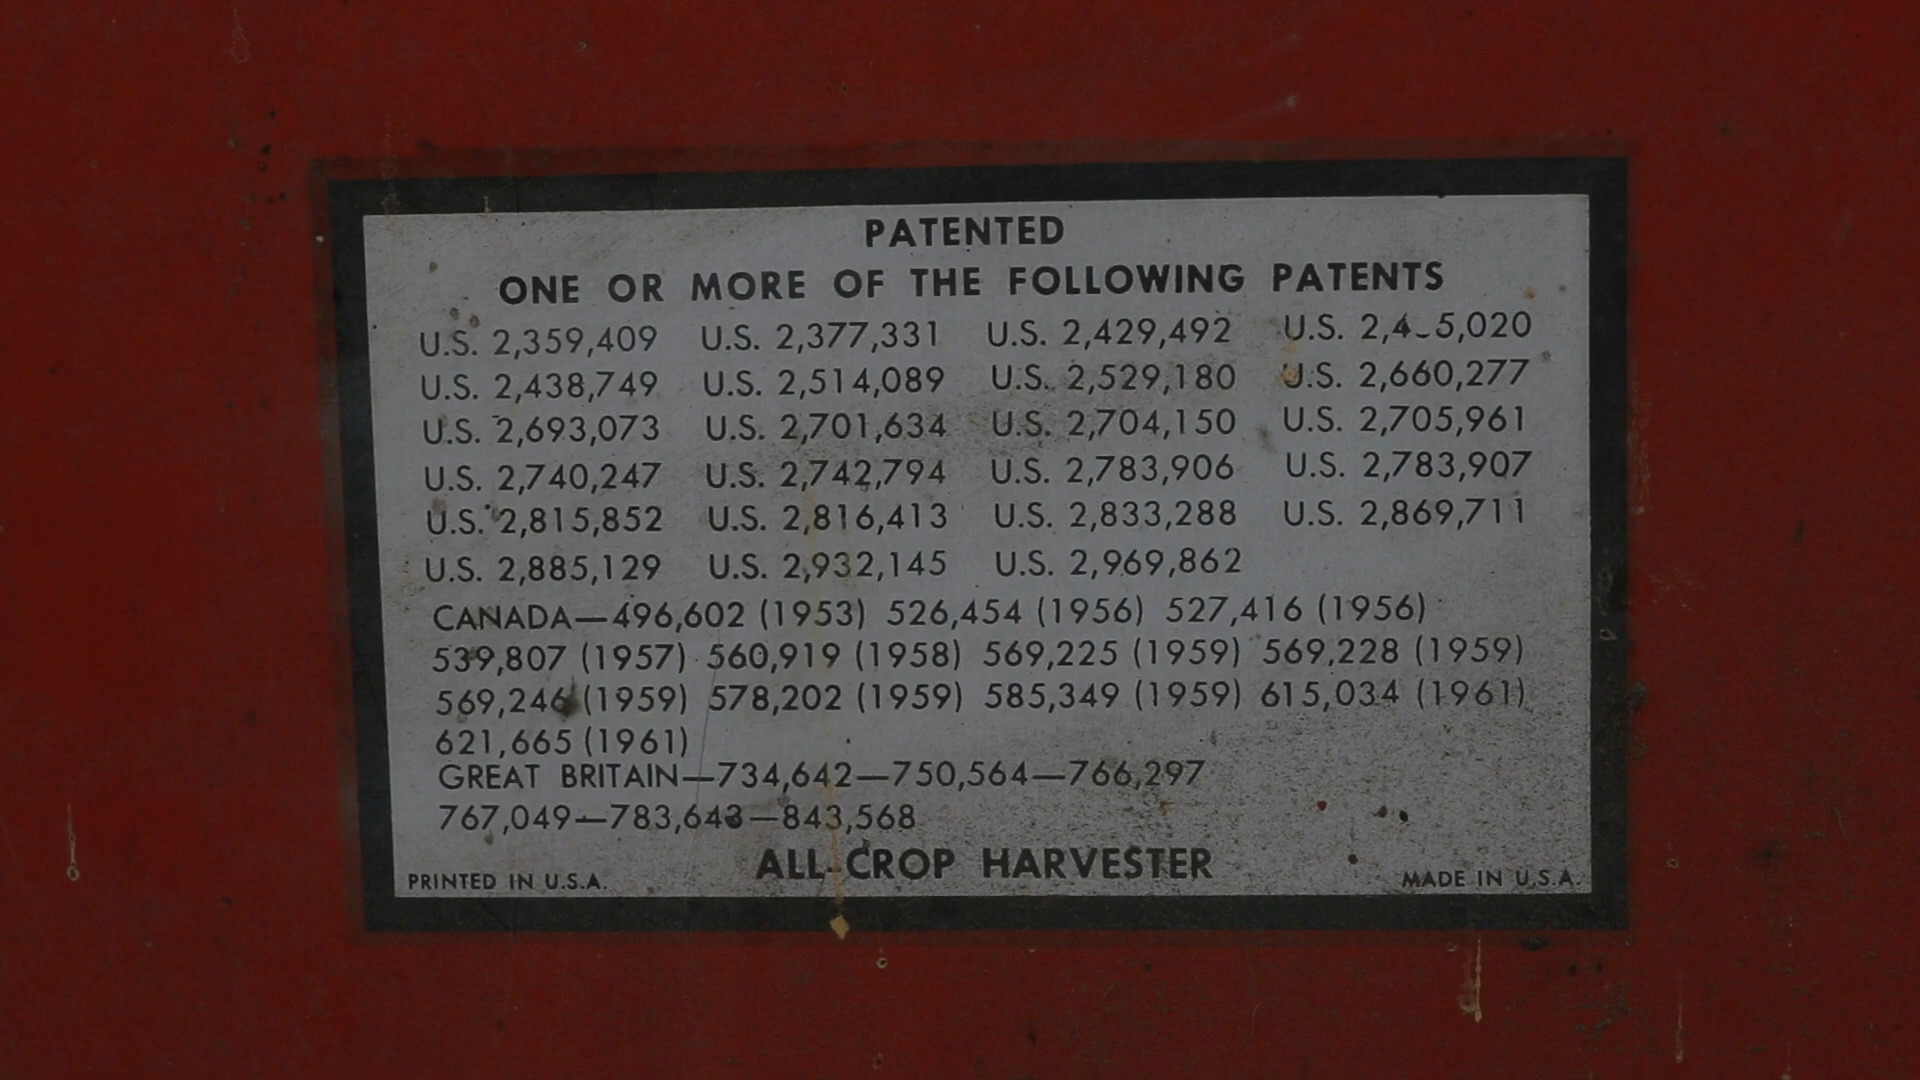 PATENTED
ONE OR MORE OF THE FOLLOWING PATENTS
U.S. 2,359,409 U.S. 2,377,331 U.S. 2,429,492 U.S.
U.S. 2,438,749 U.S. 2,514,089 U.S. 2,529,180 U.S. 2,660,277
U.S. 2,693,073 U.S. 2,701,634 U.S. 2,704,150 U.S. 2,705,961
U.S. 2,740,247 U.S. 2,742,794 U.S. 2,783,906 U.S. 2,783,907
U.S. 2,815,852 U.S. 2,816,413 U.S. 2,833,288 U.S. 2,869,711
U.S. 2,885,129 U.S. 2,932,145 U.S. 2,969,862
CANADA—496,602 (1953) 526,454 (1956) 527,416 (1956)
539,807 (1957) 560,919 (1958) 569,225 (1959) 569,228 (1959)
569,246 (1959) 578,202 (1959) 585,349 (1959) 615,034 (1961)
621,665 (1961)
GREAT BRITAIN—734,642—750,564—766,297
767,049—783,643—843,568
ALL-CROP HARVESTER
PRINTED IN U.S.A. MADE IN U.S.A.